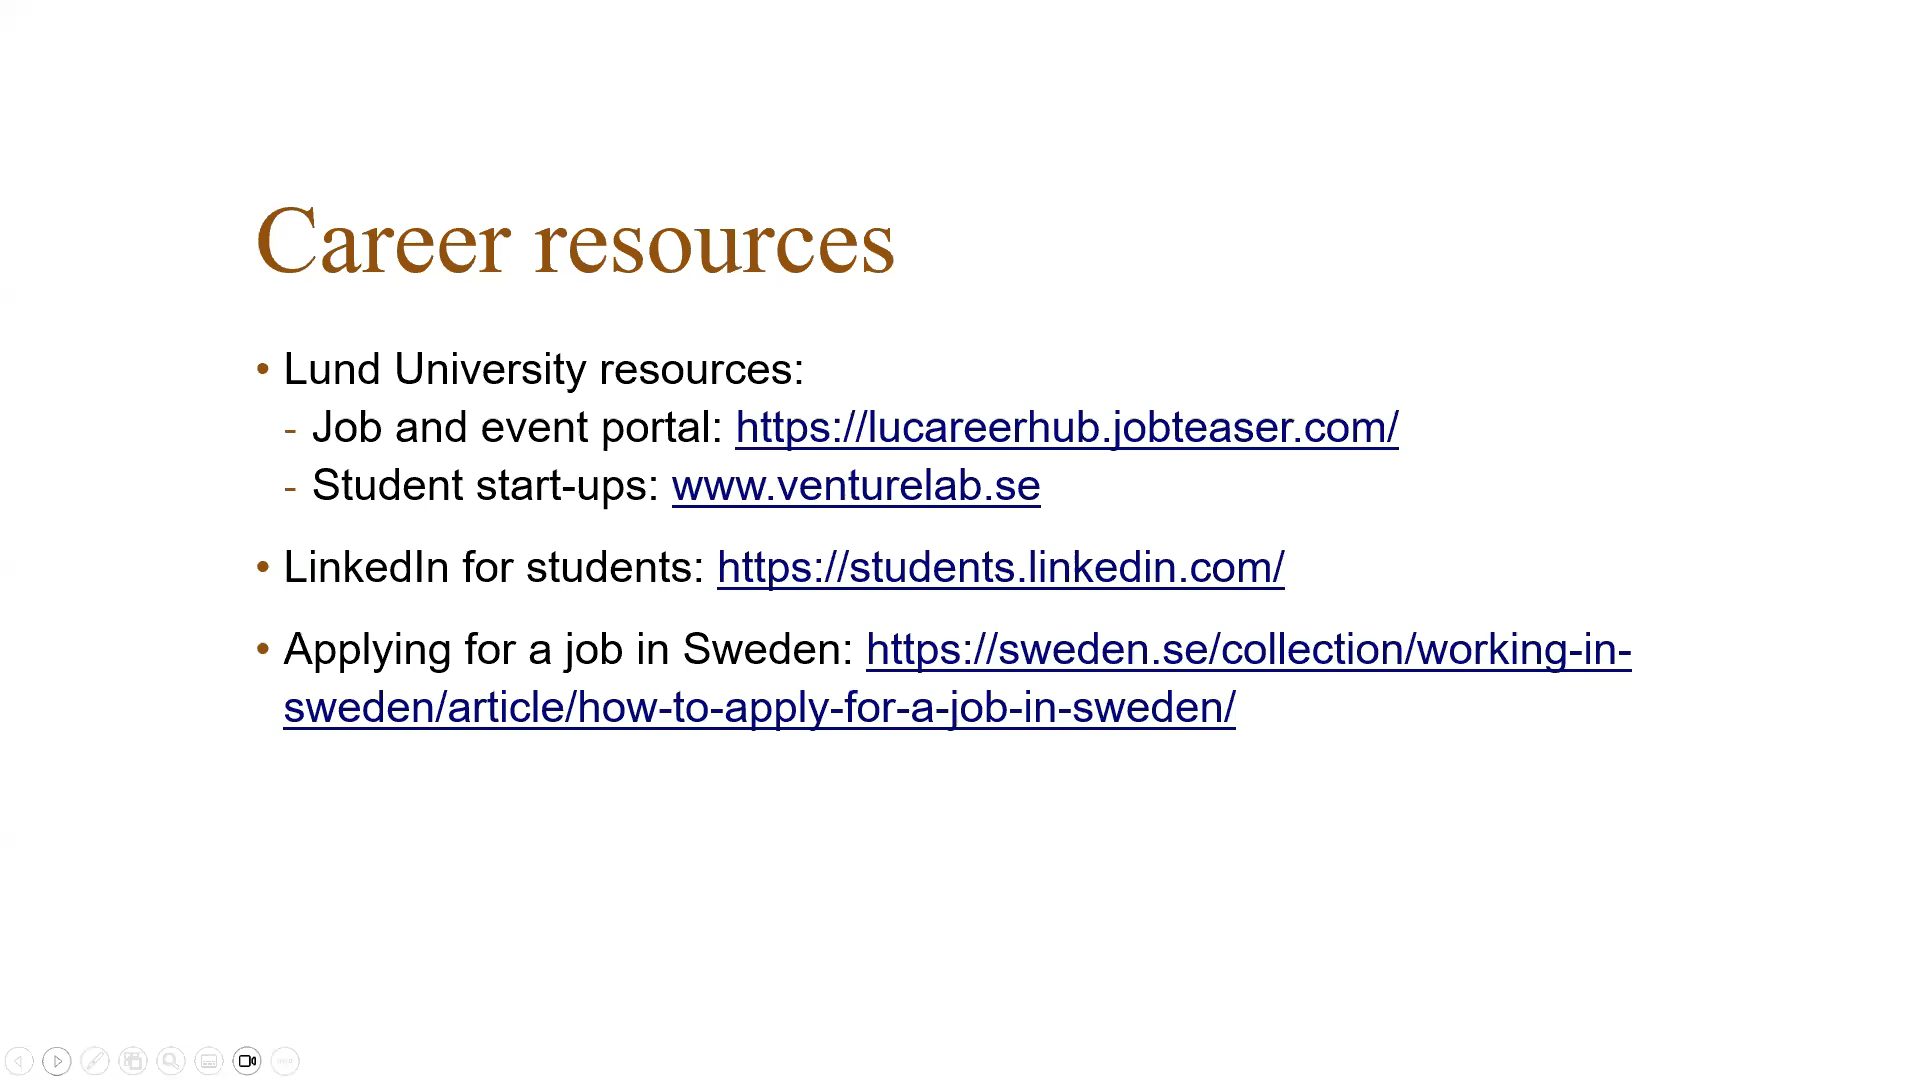 Career resources
• Lund University resources:
- Job and event portal: https://lucareerhub.jobteaser.com/
- Student start-ups: www.venturelab.se
• LinkedIn for students: https://students.linkedin.com/
• Applying for a job in Sweden: https://sweden.se/collection/working-in-
sweden/article/how-to-apply-for-a-job-in-sweden/